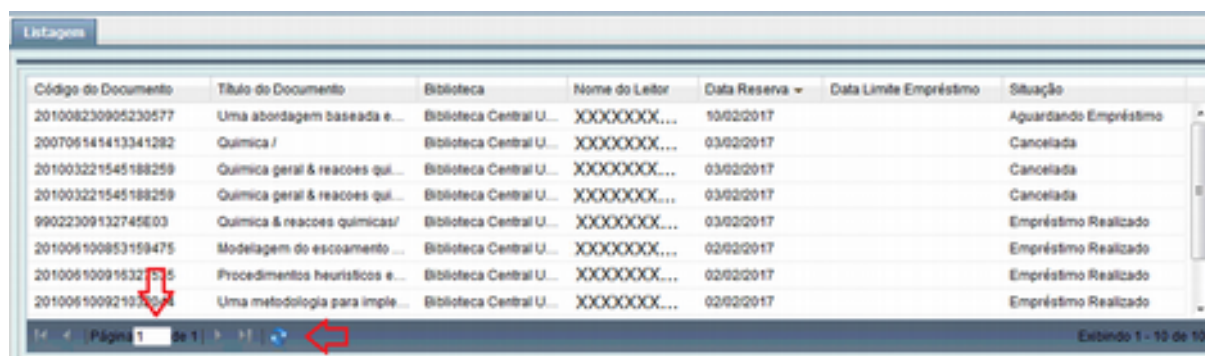 Listagem
Código do Documento Título do Documento Biblioteca Nome do Leitor Data Reserva Data Limite Empréstimo Situação
201008230905230577 Uma abordagem baseada e... Biblioteca Central U... XXXXXXX... 10/02/2017 Aguardando Empréstimo
200706141413341282 Quimica / Biblioteca Central U... XXXXXXX... 03/02/2017 Cancelada
201003221545188259 Quimica geral & reacoes qui... Biblioteca Central U... XXXXXXX... 03/02/2017 Cancelada
201003221545188259 Quimica geral & reacoes qui... Biblioteca Central U... XXXXXXX... 03/02/2017 Cancelada
99022309132745E03 Quimica & reacoes quimicas/ Biblioteca Central U... XXXXXXX... 03/02/2017 Empréstimo Realizado
201006100853159475 Modelagem do escoamento ... Biblioteca Central U... XXXXXXX... 02/02/2017 Empréstimo Realizado
Procedimentos heuristicos e... Biblioteca Central U... XXXXXXX... 02/02/2017 Empréstimo Realizado
Uma metodologia para imple... Biblioteca Central U... XXXXXXX... 02/02/2017 Empréstimo Realizado
Página 1 de 1 Exibindo 1 - 10 de 10